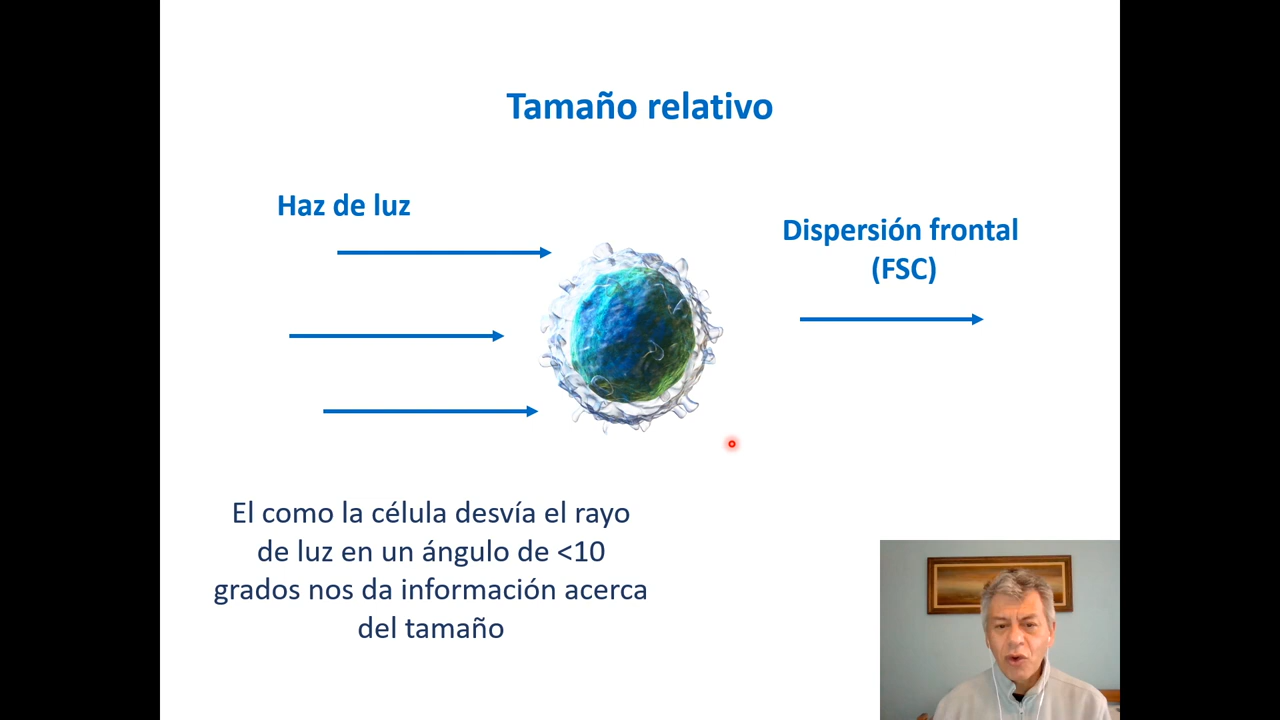 Tamaño relativo
Haz de luz
Dispersión frontal
(FSC)
El como la célula desvía el rayo
de luz en un ángulo de <10
grados nos da información acerca
del tamaño